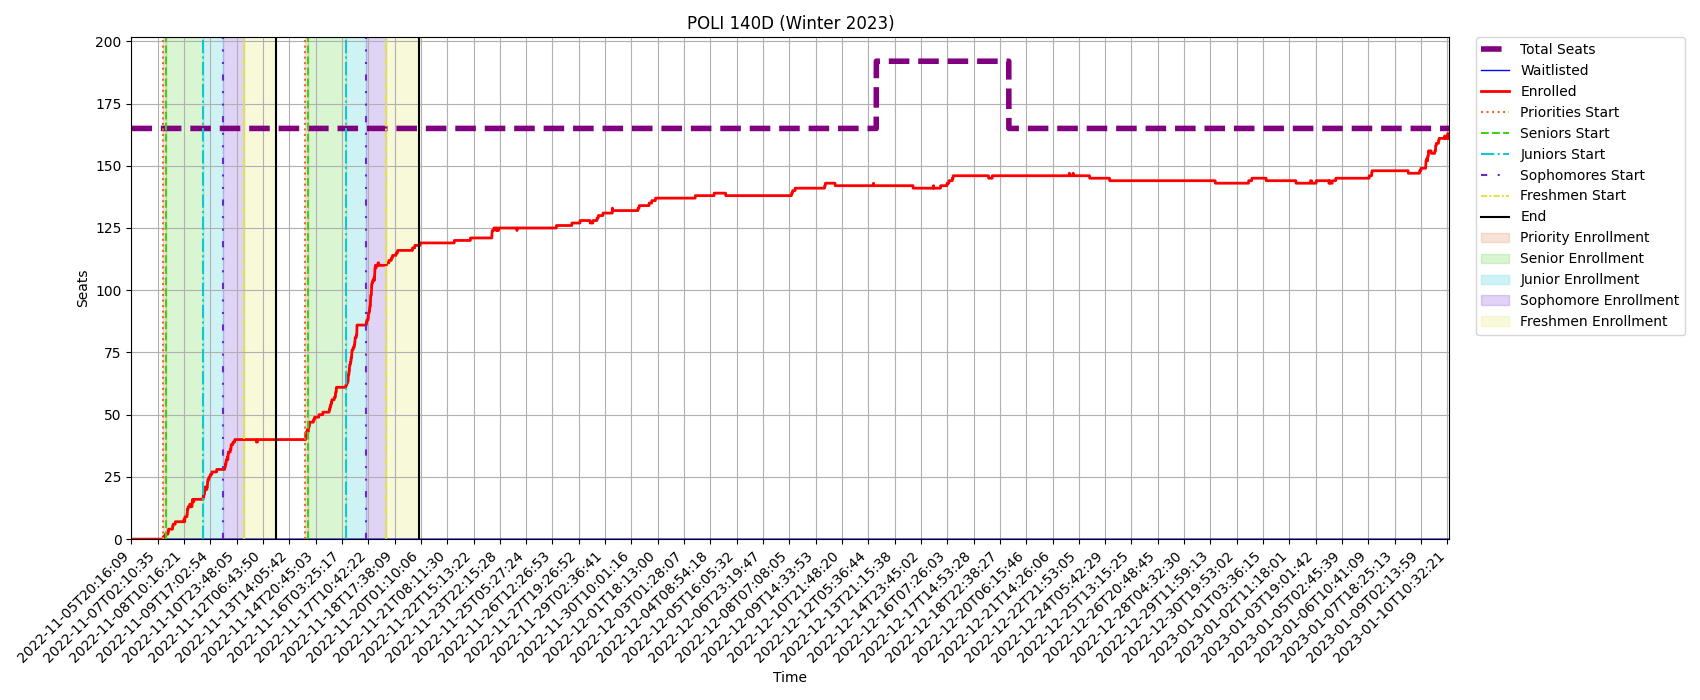 POLI 140D (Winter 2023)
200
175
150
125
100
75
50
25
0
Seats
2022-11-05T20:16:09
2022-11-07T02:10:35
2022-11-08T10:16:21
2022-11-09T17:02:54
2022-11-10T23:48:05
2022-11-12T06:43:50
2022-11-13T14:05:42
2022-11-14T20:45:03
2022-11-16T03:25:17
2022-11-17T10:42:22
2022-11-18T17:38:09
2022-11-20T01:10:06
2022-11-21T08:11:30
2022-11-22T15:13:22
2022-11-23T22:15:28
2022-11-25T05:27:24
2022-11-26T12:26:53
2022-11-27T19:26:52
2022-11-29T02:36:41
2022-11-30T10:01:16
2022-12-01T18:13:00
2022-12-03T01:28:07
2022-12-04T08:54:18
2022-12-05T16:05:32
2022-12-06T23:19:47
2022-12-08T07:08:05
2022-12-09T14:33:53
2022-12-10T21:48:20
2022-12-12T05:36:44
2022-12-13T21:15:38
2022-12-14T23:45:02
2022-12-16T07:26:03
2022-12-17T14:53:28
2022-12-18T22:38:27
2022-12-20T06:15:46
2022-12-21T14:26:06
2022-12-22T21:53:05
2022-12-24T05:42:29
2022-12-25T13:15:25
2022-12-26T20:48:45
2022-12-28T04:32:30
2022-12-29T11:59:13
2022-12-30T19:53:02
2023-01-01T03:36:15
2023-01-02T11:18:01
2023-01-03T19:01:42
2023-01-05T02:45:39
2023-01-06T10:41:09
2023-01-07T18:25:13
2023-01-09T02:13:59
2023-01-10T10:32:21
Time
Total Seats
Waitlisted
Enrolled
Priorities Start
Seniors Start
Juniors Start
Sophomores Start
Freshmen Start
End
Priority Enrollment
Senior Enrollment
Junior Enrollment
Sophomore Enrollment
Freshmen Enrollment